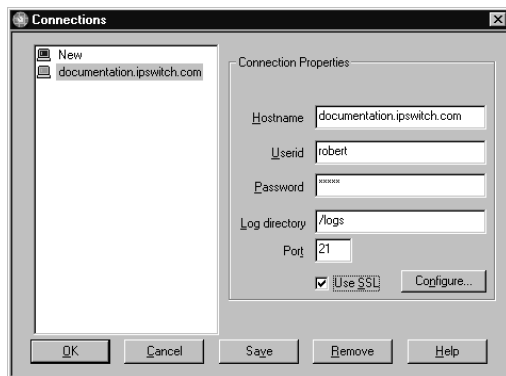 Connections
New
documentation.ipswitch.com
Connection Properties
Hostname documentation.ipswitch.com
Userid robert
Password *****
Log directory /logs
Port 21
Use SSL Configure...
OK Cancel Save Remove Help